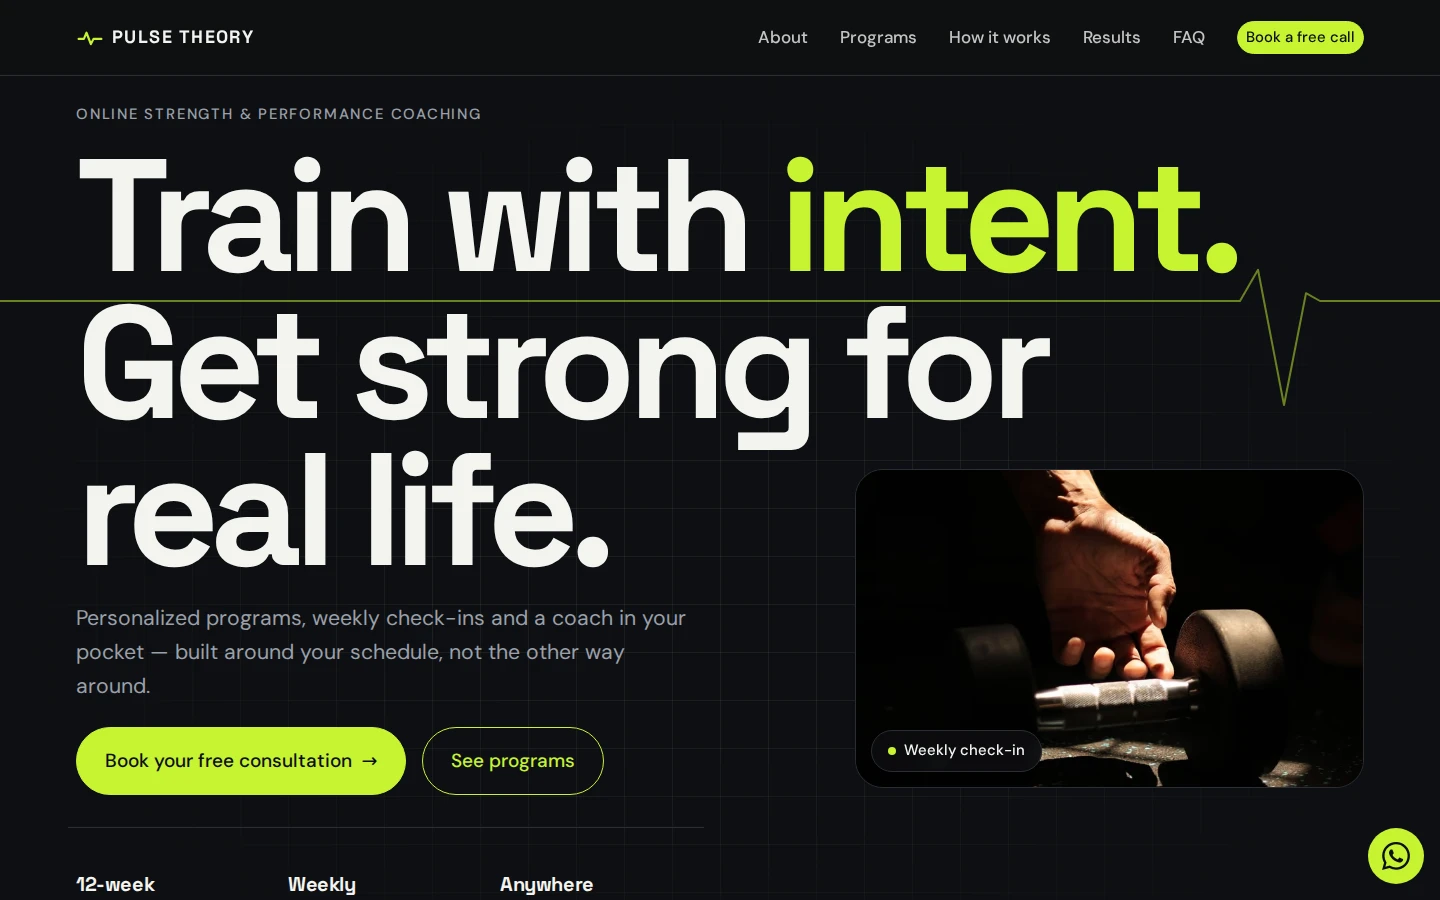 PULSE THEORY
About Programs How it works Results FAQ Book a free call
ONLINE STRENGTH & PERFORMANCE COACHING
Train with intent.
Get strong for
real life.
Personalized programs, weekly check-ins and a coach in your
pocket — built around your schedule, not the other way
around.
Weekly check-in
Book your free consultation → See programs
12-week Weekly Anywhere